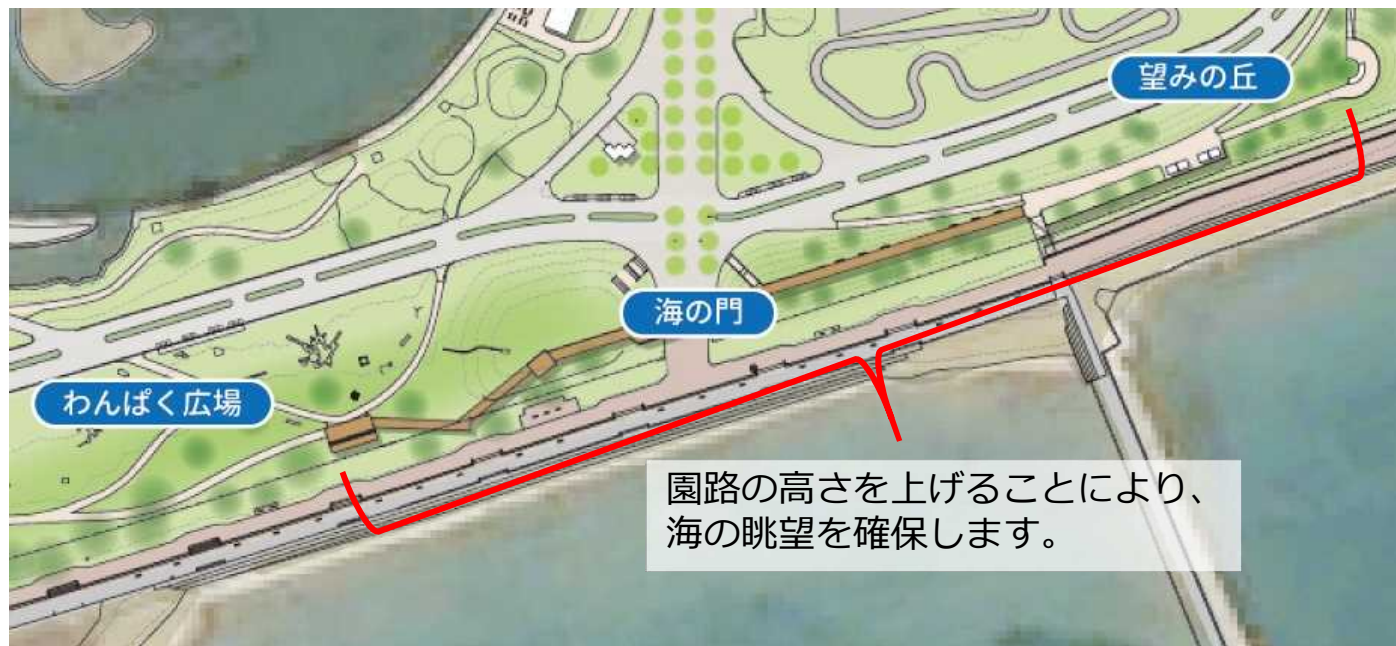 望みの丘
海の門
わんぱく広場
園路の高さを上げることにより、
海の眺望を確保します。